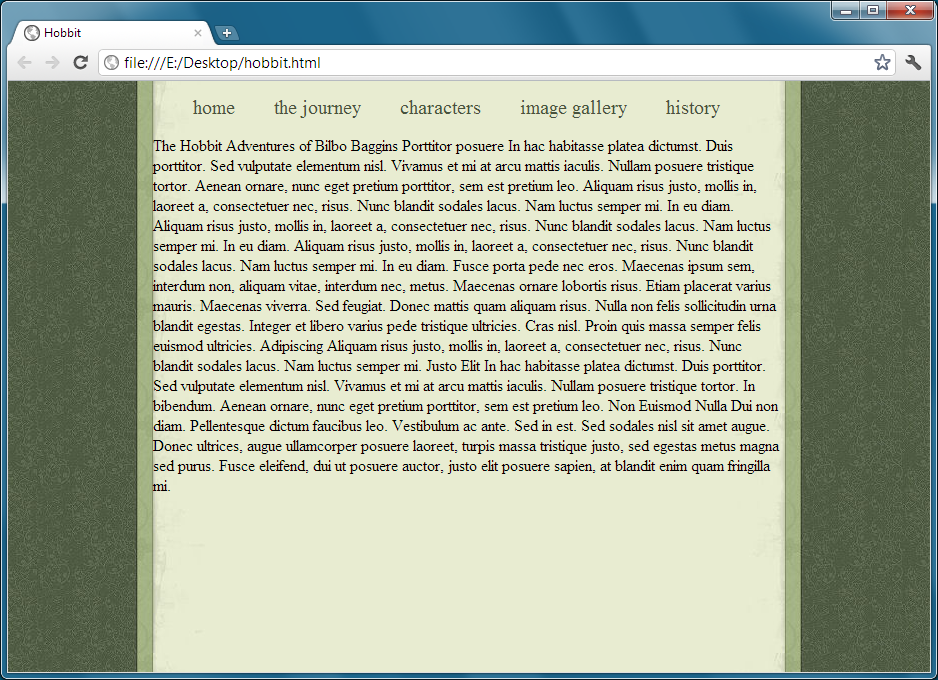 Hobbit
file:///E:/Desktop/hobbit.html
home the journey characters image gallery history
The Hobbit Adventures of Bilbo Baggins Porttitor posuere In hac habitasse platea dictumst. Duis
porttitor. Sed vulputate elementum nisl. Vivamus et mi at arcu mattis iaculis. Nullam posuere tristique
tortor. Aenean ornare, nunc eget pretium porttitor, sem est pretium leo. Aliquam risus justo, mollis in,
laoreet a, consectetuer nec, risus. Nunc blandit sodales lacus. Nam luctus semper mi. In eu diam.
Aliquam risus justo, mollis in, laoreet a, consectetuer nec, risus. Nunc blandit sodales lacus. Nam luctus
semper mi. In eu diam. Aliquam risus justo, mollis in, laoreet a, consectetuer nec, risus. Nunc blandit
sodales lacus. Nam luctus semper mi. In eu diam. Fusce porta pede nec eros. Maecenas ipsum sem,
interdum non, aliquam vitae, interdum nec, metus. Maecenas ornare lobortis risus. Etiam placerat varius
mauris. Maecenas viverra. Sed feugiat. Donec mattis quam aliquam risus. Nulla non felis sollicitudin urna
blandit egestas. Integer et libero varius pede tristique ultricies. Cras nisl. Proin quis massa semper felis
euismod ultricies. Adipiscing Aliquam risus justo, mollis in, laoreet a, consectetuer nec, risus. Nunc
blandit sodales lacus. Nam luctus semper mi. Justo Elit In hac habitasse platea dictumst. Duis porttitor.
Sed vulputate elementum nisl. Vivamus et mi at arcu mattis iaculis. Nullam posuere tristique tortor. In
bibendum. Aenean ornare, nunc eget pretium porttitor, sem est pretium leo. Non Euismod Nulla Dui non
diam. Pellentesque dictum faucibus leo. Vestibulum ac ante. Sed in est. Sed sodales nisl sit amet augue.
Donec ultrices, augue ullamcorper posuere laoreet, turpis massa tristique justo, sed egestas metus magna
sed purus. Fusce eleifend, dui ut posuere auctor, justo elit posuere sapien, at blandit enim quam fringilla
mi.